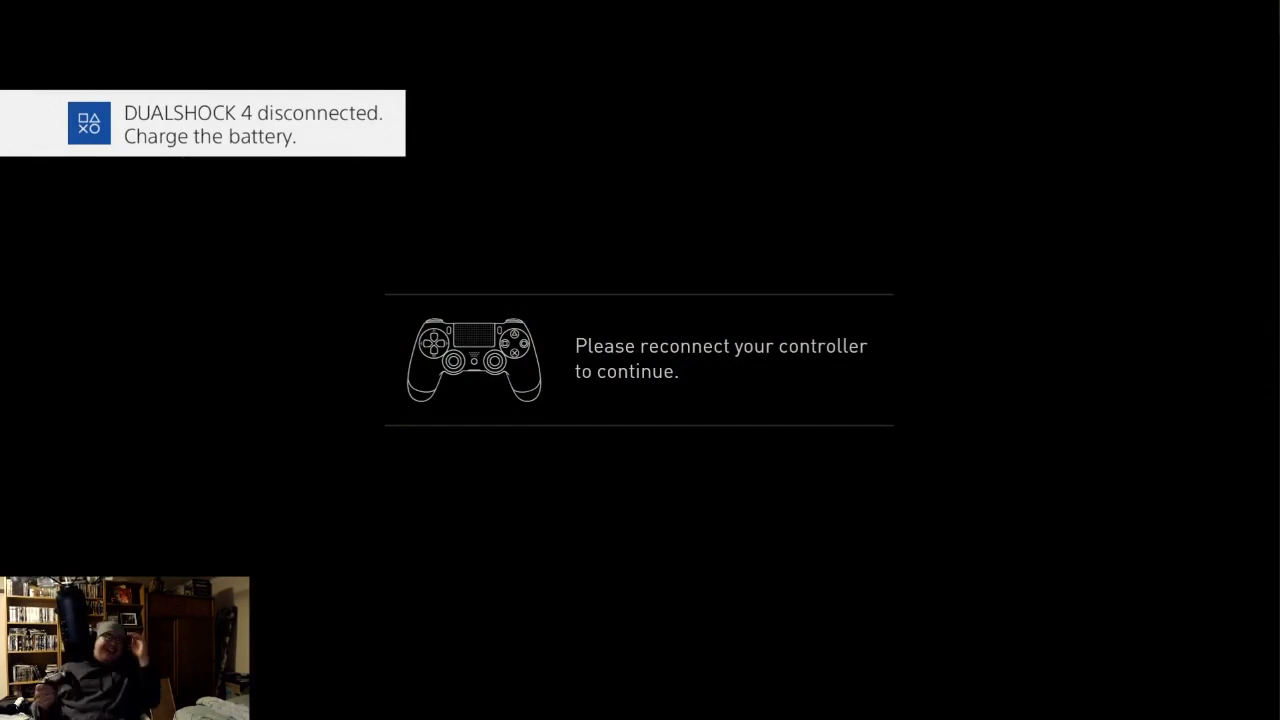 DUALSHOCK 4 disconnected.
Charge the battery.
Please reconnect your controller
to continue.